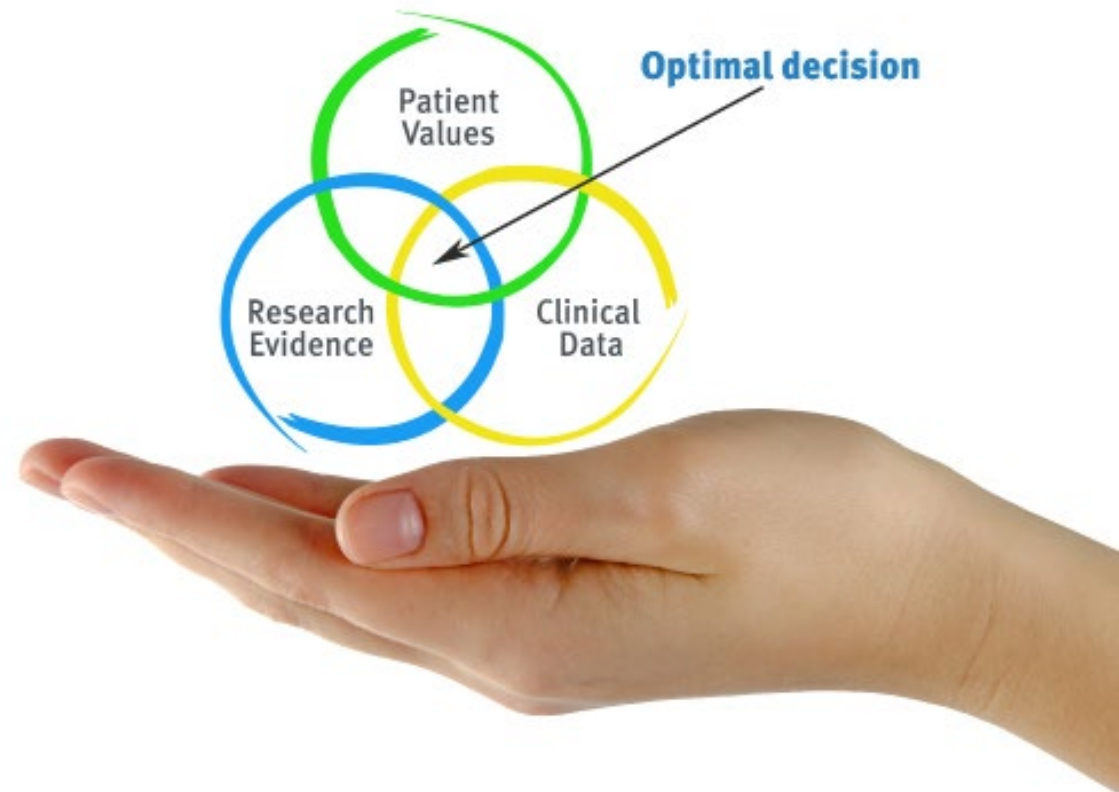 Optimal decision
Patient
Values
Research
Evidence
Clinical
Data